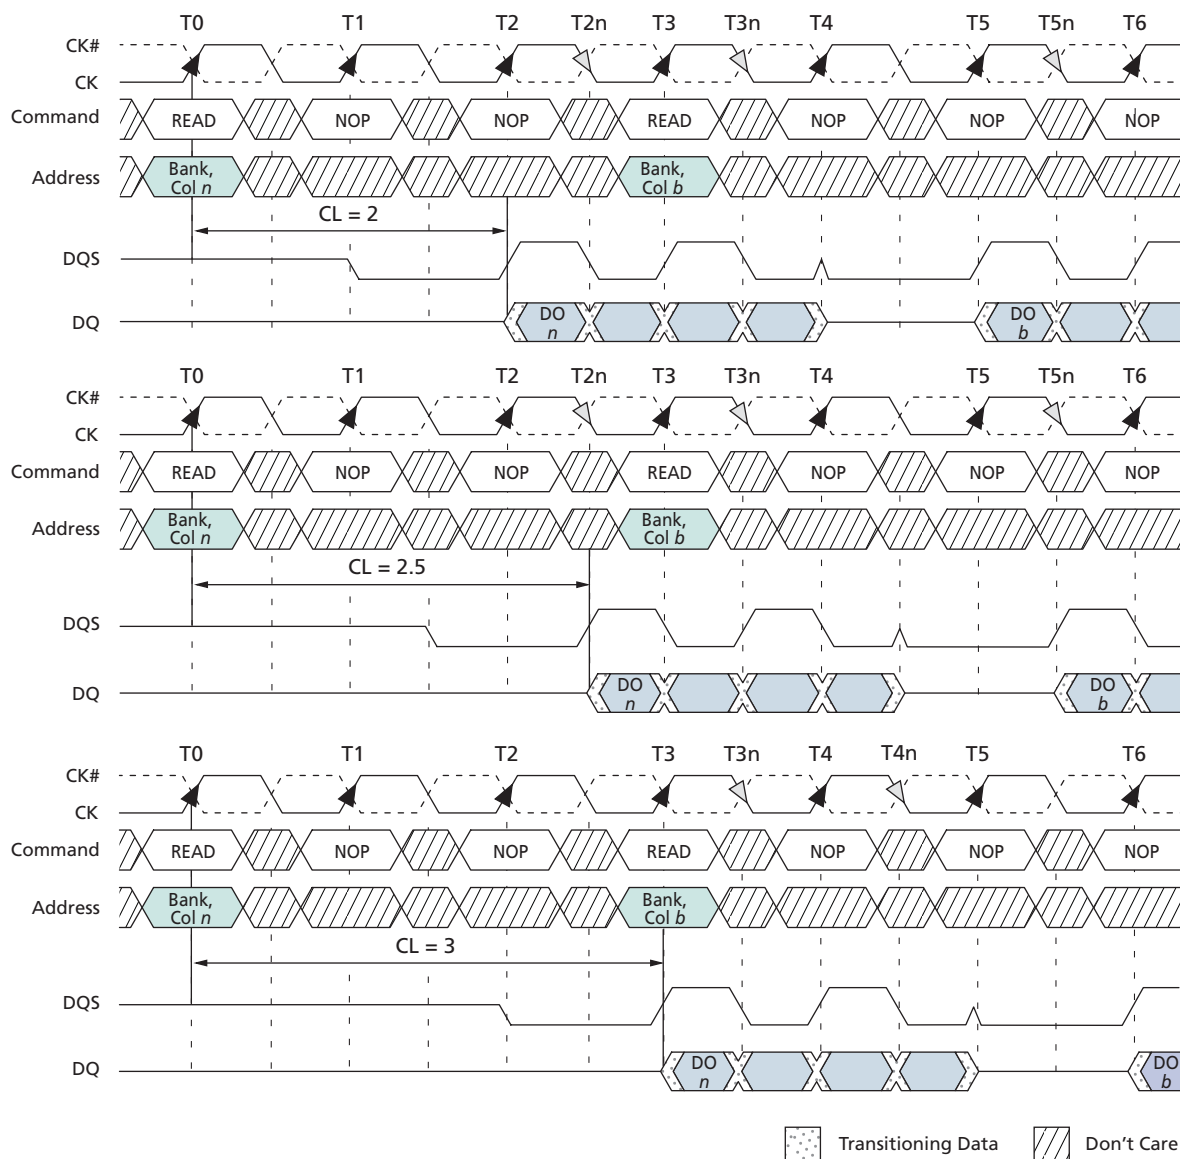 T0 T1 T2 T2n T3 T3n T4 T5 T5n T6
CK#
CK
Command READ NOP NOP READ NOP NOP NOP
Address Bank, Col n Bank, Col b
CL = 2
DQS
DQ DO n DO b
T0 T1 T2 T2n T3 T3n T4 T5 T5n T6
CK#
CK
Command READ NOP NOP READ NOP NOP NOP
Address Bank, Col n Bank, Col b
CL = 2.5
DQS
DQ DO n DO b
T0 T1 T2 T3 T3n T4 T4n T5 T6
CK#
CK
Command READ NOP NOP READ NOP NOP NOP
Address Bank, Col n Bank, Col b
CL = 3
DQS
DQ DO n DO b
Transitioning Data Don't Care